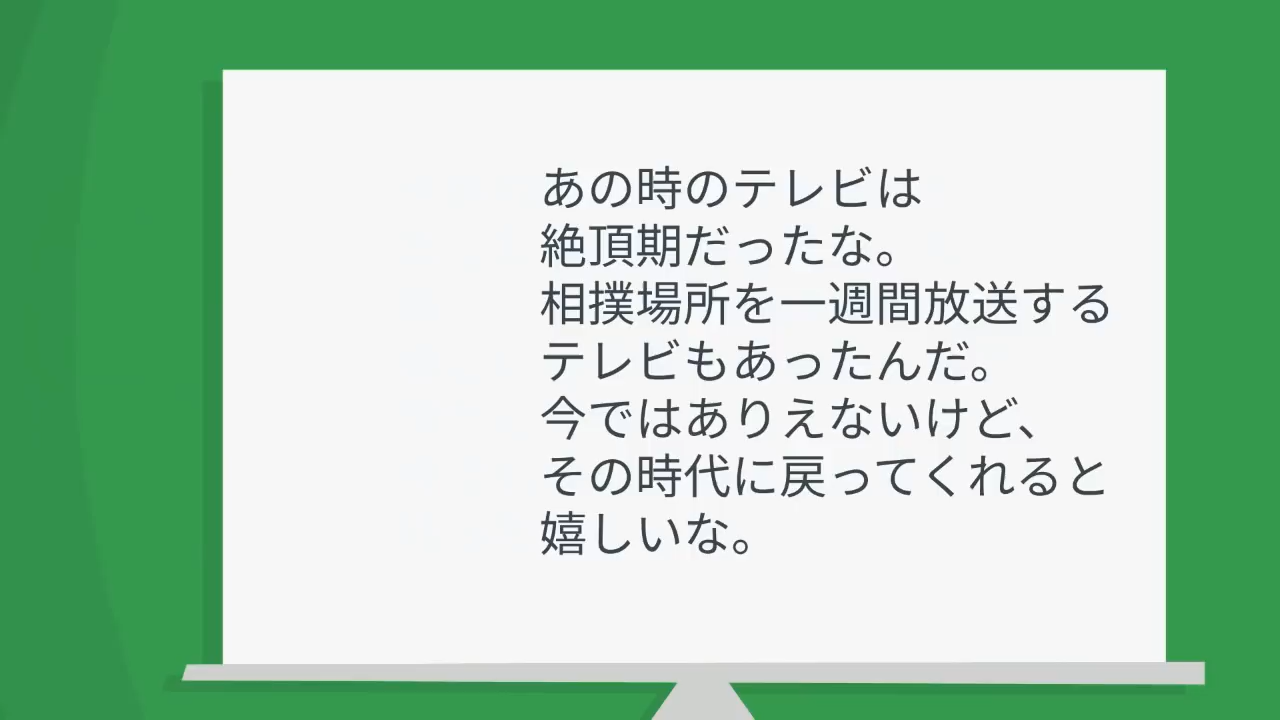 あの時のテレビは
絶頂期だったな。
相撲場所を一週間放送する
テレビもあったんだ。
今ではありえないけど、
その時代に戻ってくれると
嬉しいな。